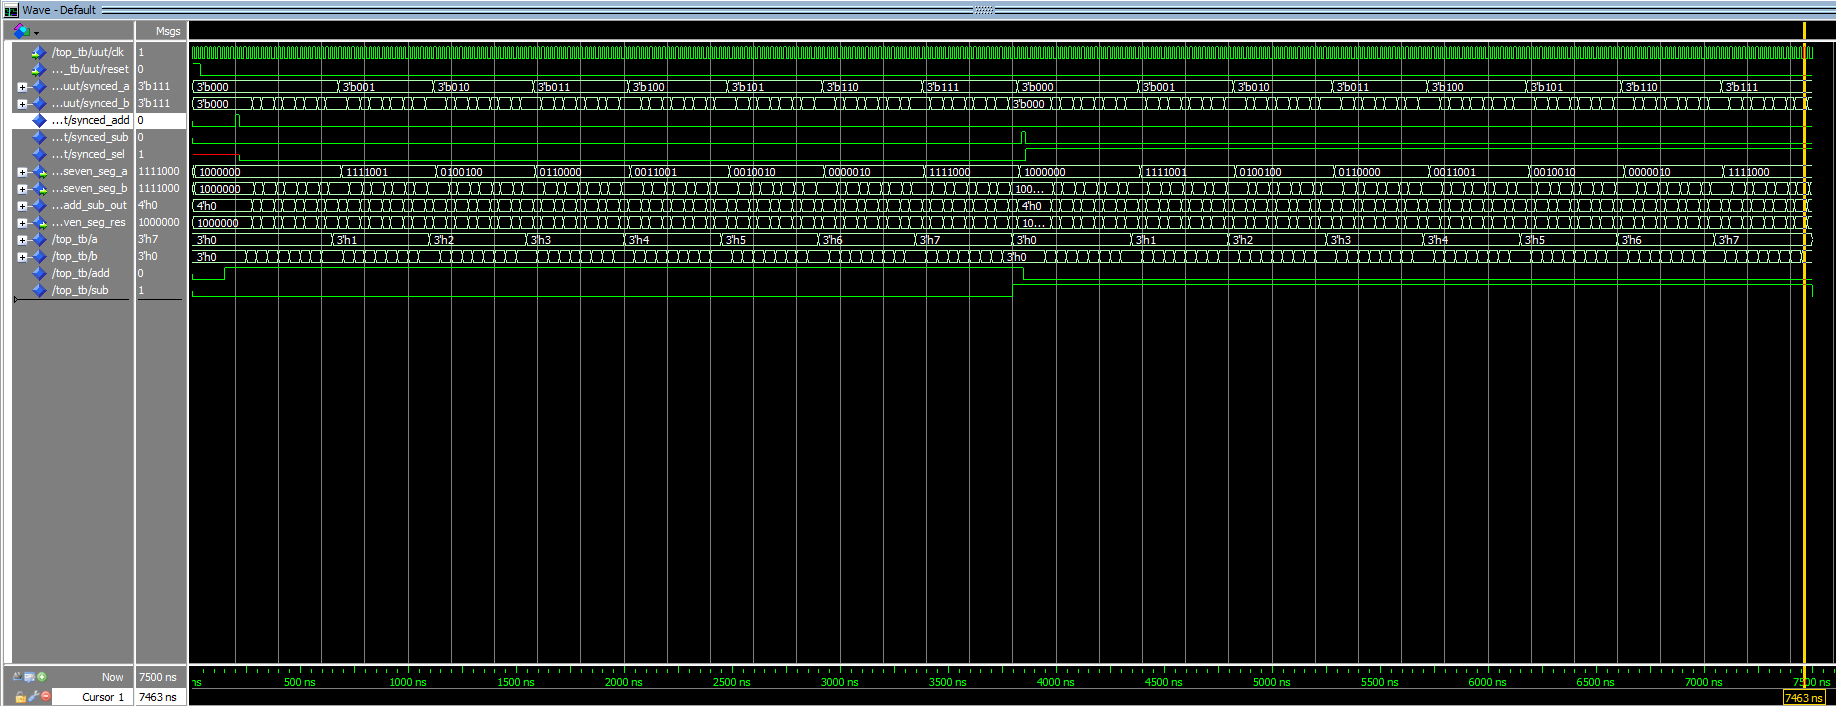 Wave - Default
Msgs
/top_tb/uut/clk 1
..._tb/uut/reset 0
...uut/synced_a 3'b111 3'b000 3'b001 3'b010 3'b011 3'b100 3'b101 3'b110 3'b111 3'b000 3'b001 3'b010 3'b011 3'b100 3'b101 3'b110 3'b111
...uut/synced_b 3'b111 3'b000 3'b000
...t/synced_add 0
...t/synced_sub 0
...t/synced_sel 1
...seven_seg_a 1111000 1000000 1111001 0100100 0110000 0011001 0010010 0000010 1111000 1000000 1111001 0100100 0110000 0011001 0010010 0000010 1111000
...seven_seg_b 1111000 1000000 100...
...add_sub_out 4'h0 4'h0 4'h0
...ven_seg_res 1000000 1000000 10...
/top_tb/a 3'h7 3'h0 3'h1 3'h2 3'h3 3'h4 3'h5 3'h6 3'h7 3'h0 3'h1 3'h2 3'h3 3'h4 3'h5 3'h6 3'h7
/top_tb/b 3'h0 3'h0 3'h0
/top_tb/add 0
/top_tb/sub 1
Now 7500 ns ns 500 ns 1000 ns 1500 ns 2000 ns 2500 ns 3000 ns 3500 ns 4000 ns 4500 ns 5000 ns 5500 ns 6000 ns 6500 ns 7000 ns 7500 ns
Cursor 1 7463 ns 7463 ns